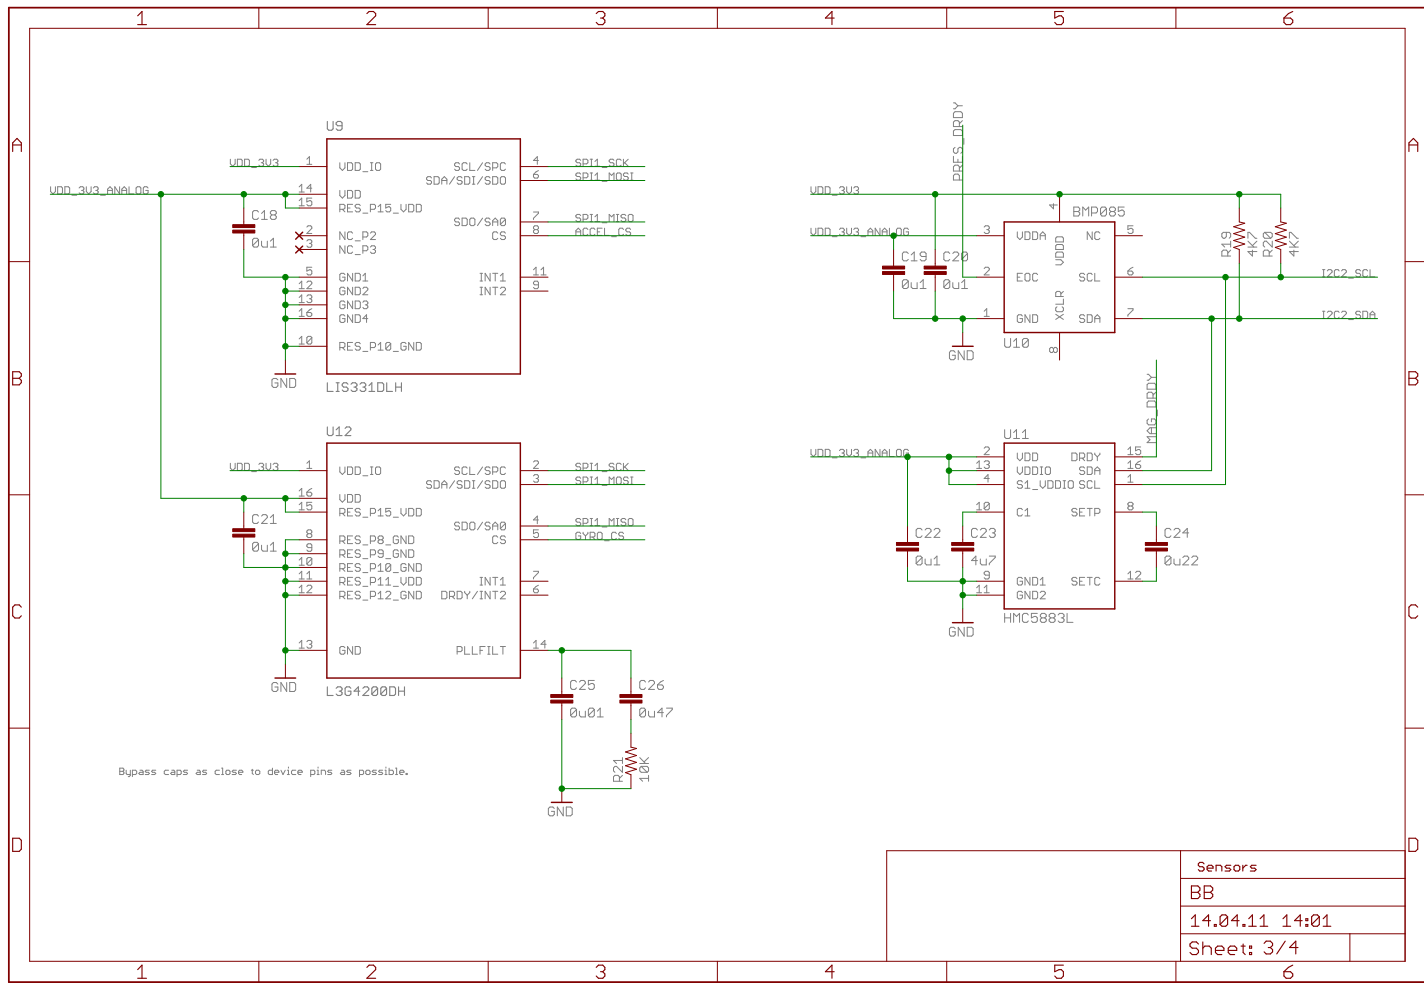 1 2 3 4 5 6
A A
B B
C C
D D
1 2 3 4 5 6
U9
VDD_3V3 1 VDD_IO SCL/SPC 4 SPI1_SCK
SDA/SDI/SDO 6 SPI1_MOSI
VDD_3V3_ANALOG 14 VDD
15 RES_P15_VDD
C18 0u1
SDO/SA0 7 SPI1_MISO
2 NC_P2 CS 8 ACCEL_CS
3 NC_P3
5 GND1 INT1 11
12 GND2 INT2 9
13 GND3
16 GND4
10 RES_P10_GND
GND
LIS331DLH
U12
VDD_3V3 1 VDD_IO SCL/SPC 2 SPI1_SCK
SDA/SDI/SDO 3 SPI1_MOSI
16 VDD
15 RES_P15_VDD
C21 0u1
SDO/SA0 4 SPI1_MISO
8 RES_P8_GND CS 5 GYRO_CS
9 RES_P9_GND
10 RES_P10_GND
11 RES_P11_VDD INT1 7
12 RES_P12_GND DRDY/INT2 6
13 GND PLLFILT 14
GND
L3G4200DH
C25 0u01
C26 0u47
R21 10K
GND
Bypass caps as close to device pins as possible.
PRES_DRDY
VDD_3V3
4 BMP085
VDD_3V3_ANALOG 3 VDDA VDDD NC 5
R19 4K7
R20 4K7
C19 0u1
C20 0u1
2 EOC SCL 6 I2C2_SCL
1 GND XCLR SDA 7 I2C2_SDA
GND
U10
8
MAG_DRDY
U11
VDD_3V3_ANALOG 2 VDD DRDY 15
13 VDDIO SDA 16
4 S1_VDDIO SCL 1
10 C1 SETP 8
C22 0u1
C23 4u7
C24 0u22
9 GND1 SETC 12
11 GND2
GND
HMC5883L
Sensors
BB
14.04.11 14:01
Sheet: 3/4